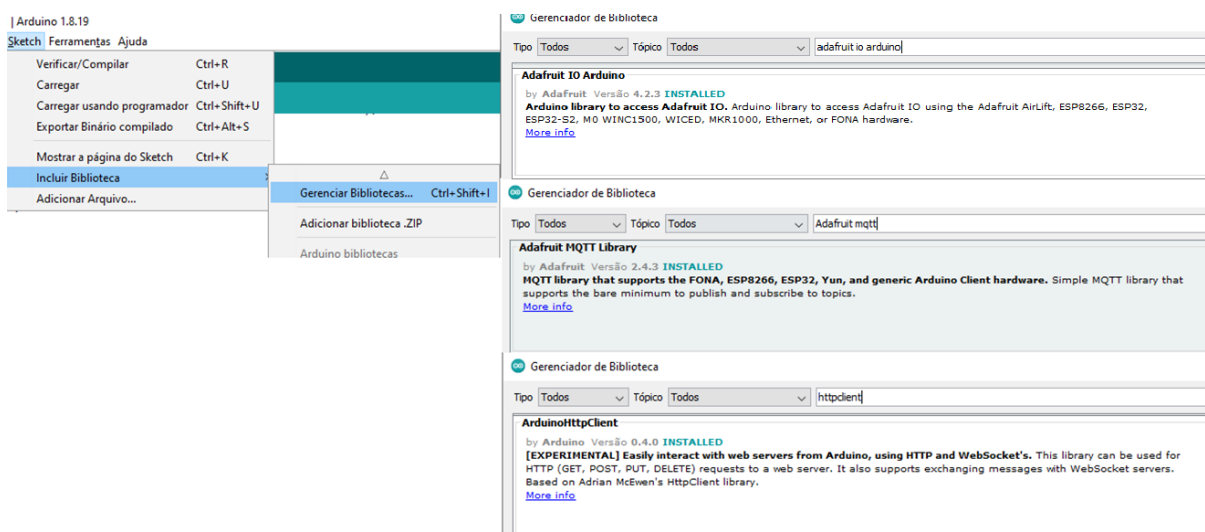 | Arduino 1.8.19
Sketch Ferramentas Ajuda
Verificar/Compilar Ctrl+R
Carregar Ctrl+U
Carregar usando programador Ctrl+Shift+U
Exportar Binário compilado Ctrl+Alt+S
Mostrar a página do Sketch Ctrl+K
Incluir Biblioteca
Adicionar Arquivo...
Gerenciar Bibliotecas... Ctrl+Shift+I
Adicionar biblioteca .ZIP
Arduino bibliotecas
Gerenciador de Biblioteca
Tipo Todos Tópico Todos adafruit io arduino
Adafruit IO Arduino
by Adafruit Versão 4.2.3 INSTALLED
Arduino library to access Adafruit IO. Arduino library to access Adafruit IO using the Adafruit AirLift, ESP8266, ESP32,
ESP32-S2, M0 WINC1500, WICED, MKR1000, Ethernet, or FONA hardware.
More info
Gerenciador de Biblioteca
Tipo Todos Tópico Todos Adafruit mqtt
Adafruit MQTT Library
by Adafruit Versão 2.4.3 INSTALLED
MQTT library that supports the FONA, ESP8266, ESP32, Yun, and generic Arduino Client hardware. Simple MQTT library that
supports the bare minimum to publish and subscribe to topics.
More info
Gerenciador de Biblioteca
Tipo Todos Tópico Todos httpclient
ArduinoHttpClient
by Arduino Versão 0.4.0 INSTALLED
[EXPERIMENTAL] Easily interact with web servers from Arduino, using HTTP and WebSocket's. This library can be used for
HTTP (GET, POST, PUT, DELETE) requests to a web server. It also supports exchanging messages with WebSocket servers.
Based on Adrian McEwen's HttpClient library.
More info